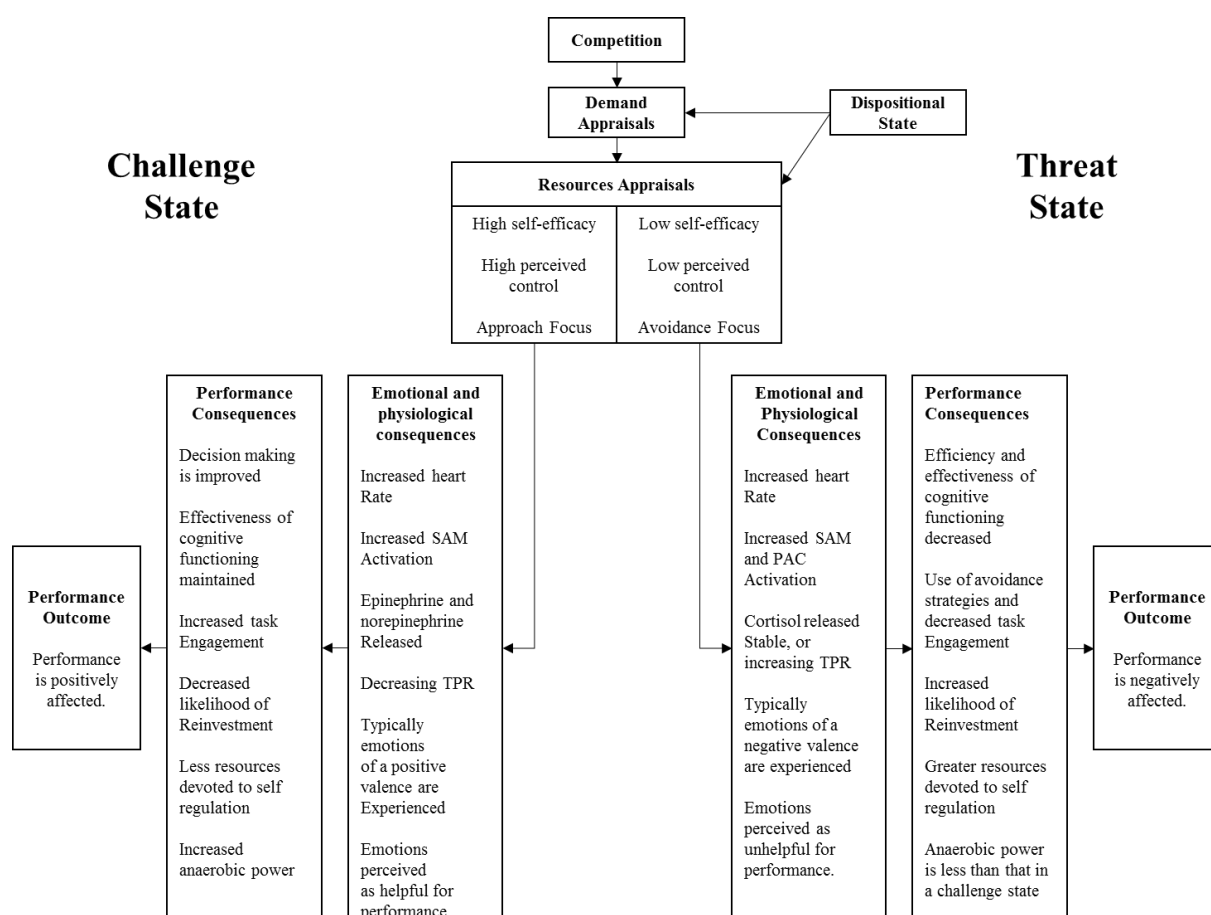 Competition
Demand
Appraisals
Dispositional
State
Challenge
State
Threat
State
Resources Appraisals
High self-efficacy
High perceived
control
Approach Focus
Low self-efficacy
Low perceived
control
Avoidance Focus
Performance
Outcome
Performance
is positively
affected.
Performance
Consequences
Decision making
is improved
Effectiveness of
cognitive
functioning
maintained
Increased task
Engagement
Decreased
likelihood of
Reinvestment
Less resources
devoted to self
regulation
Increased
anaerobic power
Emotional and
physiological
consequences
Increased heart
Rate
Increased SAM
Activation
Epinephrine and
norepinephrine
Released
Decreasing TPR
Typically
emotions
of a positive
valence are
Experienced
Emotions
perceived
as helpful for
performance
Emotional and
Physiological
Consequences
Increased heart
Rate
Increased SAM
and PAC
Activation
Cortisol released
Stable, or
increasing TPR
Typically
emotions of a
negative valence
are experienced
Emotions
perceived as
unhelpful for
performance.
Performance
Consequences
Efficiency and
effectiveness of
cognitive
functioning
decreased
Use of avoidance
strategies and
decreased task
Engagement
Increased
likelihood of
Reinvestment
Greater resources
devoted to self
regulation
Anaerobic power
is less than that in
a challenge state
Performance
Outcome
Performance
is negatively
affected.